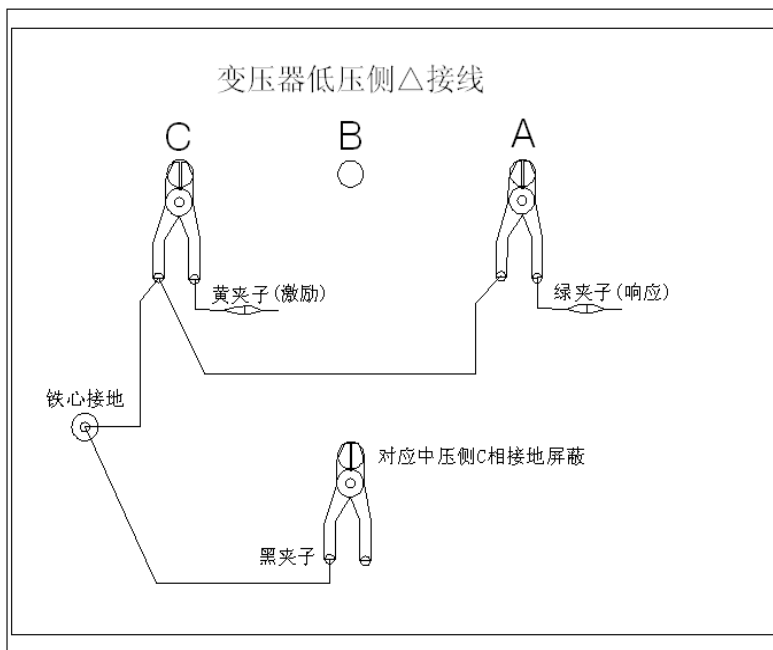 变压器低压侧△接线
C B A
黄夹子(激励)
绿夹子(响应)
铁心接地
对应中压侧C相接地屏蔽
黑夹子